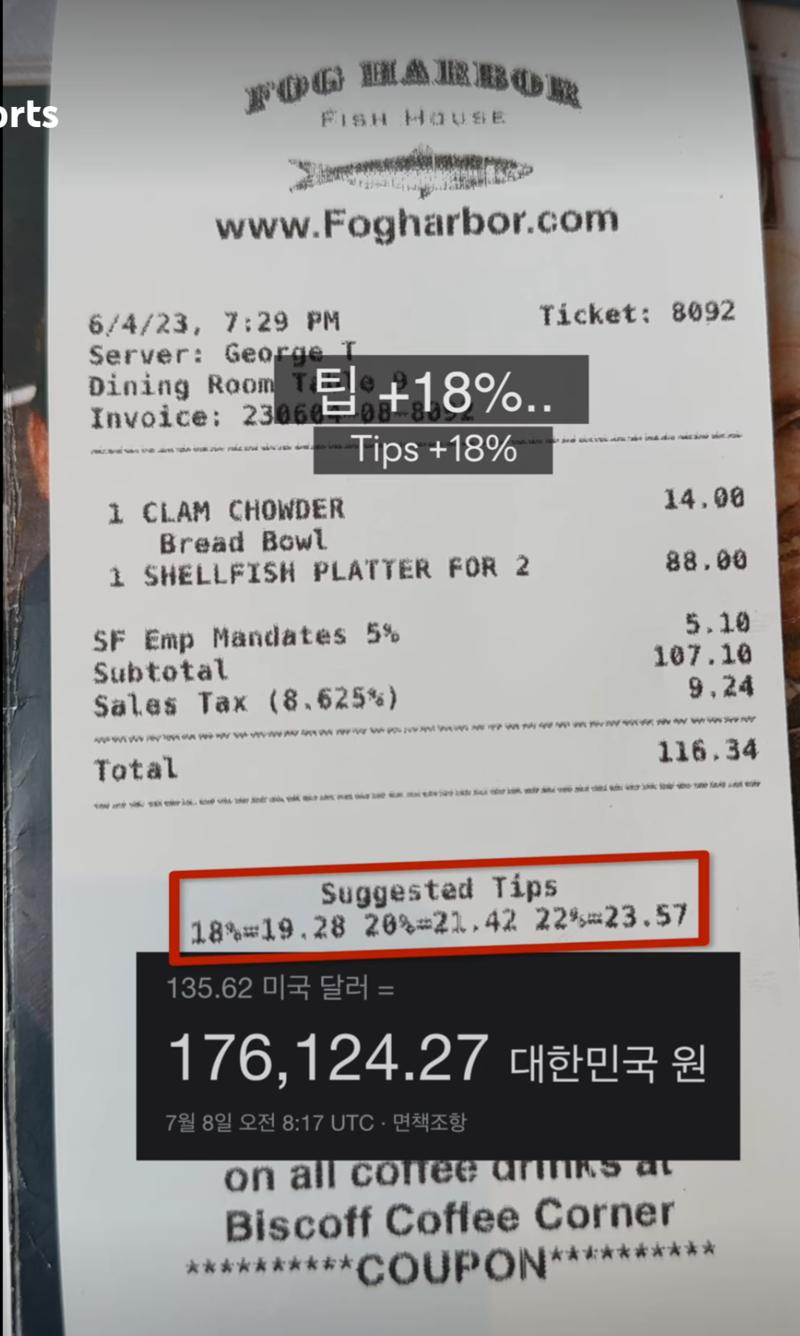 FOG HARBOR
FISH HOUSE
orts
www.Fogharbor.com
6/4/23, 7:29 PM Ticket: 8092
Server: George T
Dining Room Table 9
팁 +18%..
Invoice: 230604-08-8092
Tips +18%
1 CLAM CHOWDER 14.00
Bread Bowl
1 SHELLFISH PLATTER FOR 2 88.00
SF Emp Mandates 5% 5.10
Subtotal 107.10
Sales Tax (8.625%) 9.24
Total 116.34
Suggested Tips
18%=19.28 20%=21.42 22%=23.57
135.62 미국 달러 =
176,124.27 대한민국 원
7월 8일 오전 8:17 UTC · 면책조항
on all coffee drinks at
Biscoff Coffee Corner
**********COUPON**********